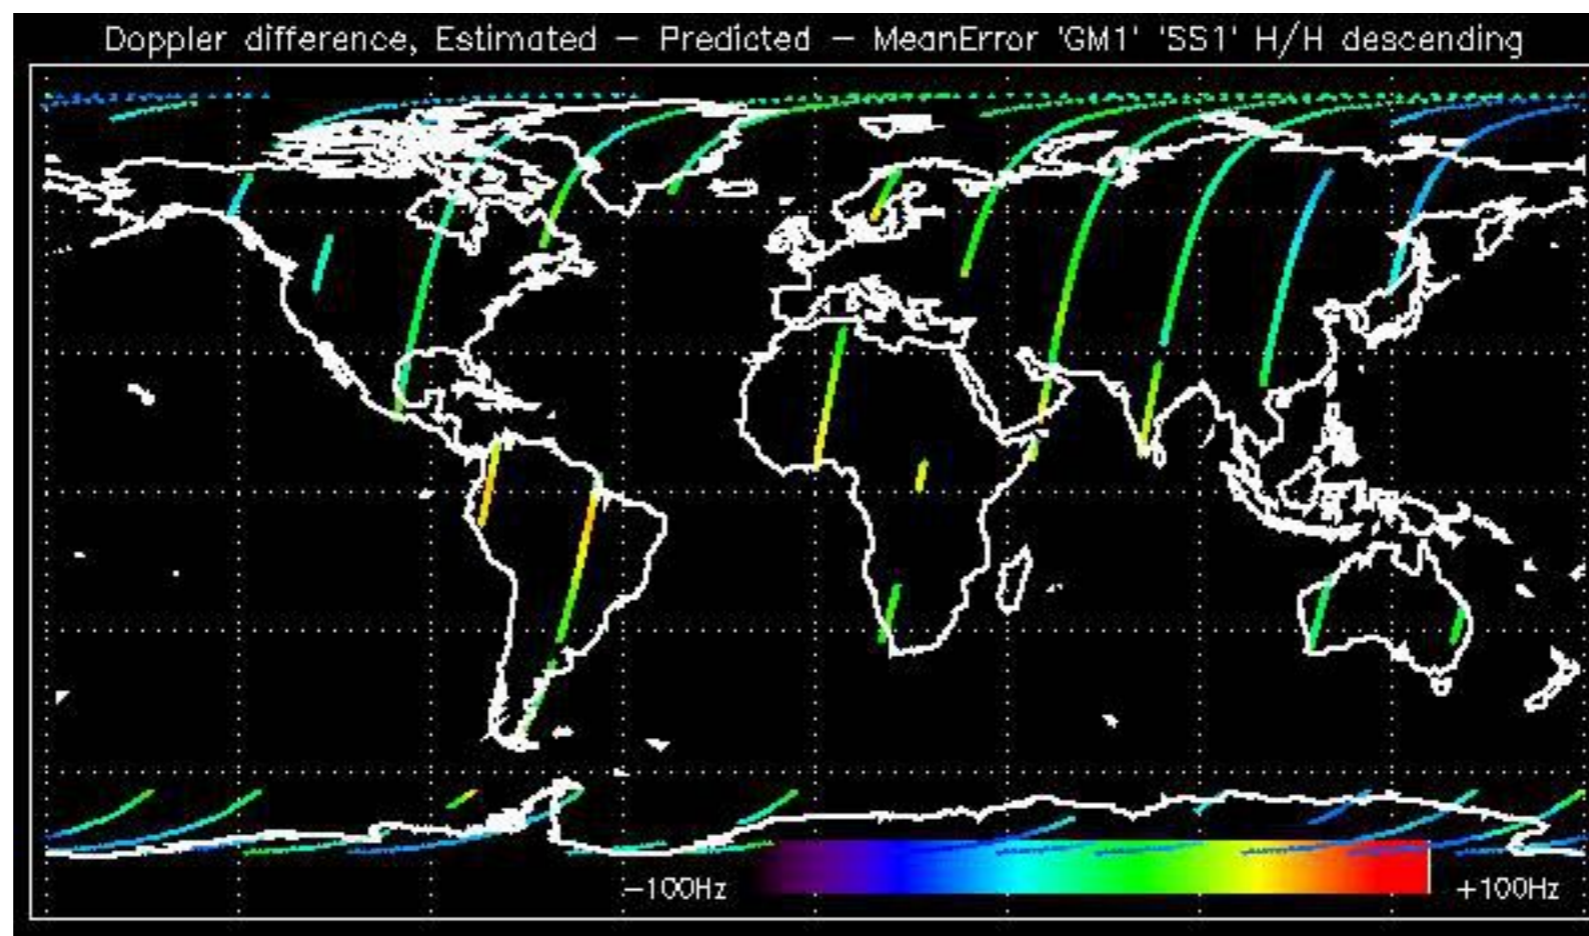 Doppler difference, Estimated – Predicted – MeanError 'GM1' 'SS1' H/H descending
–100Hz
+100Hz